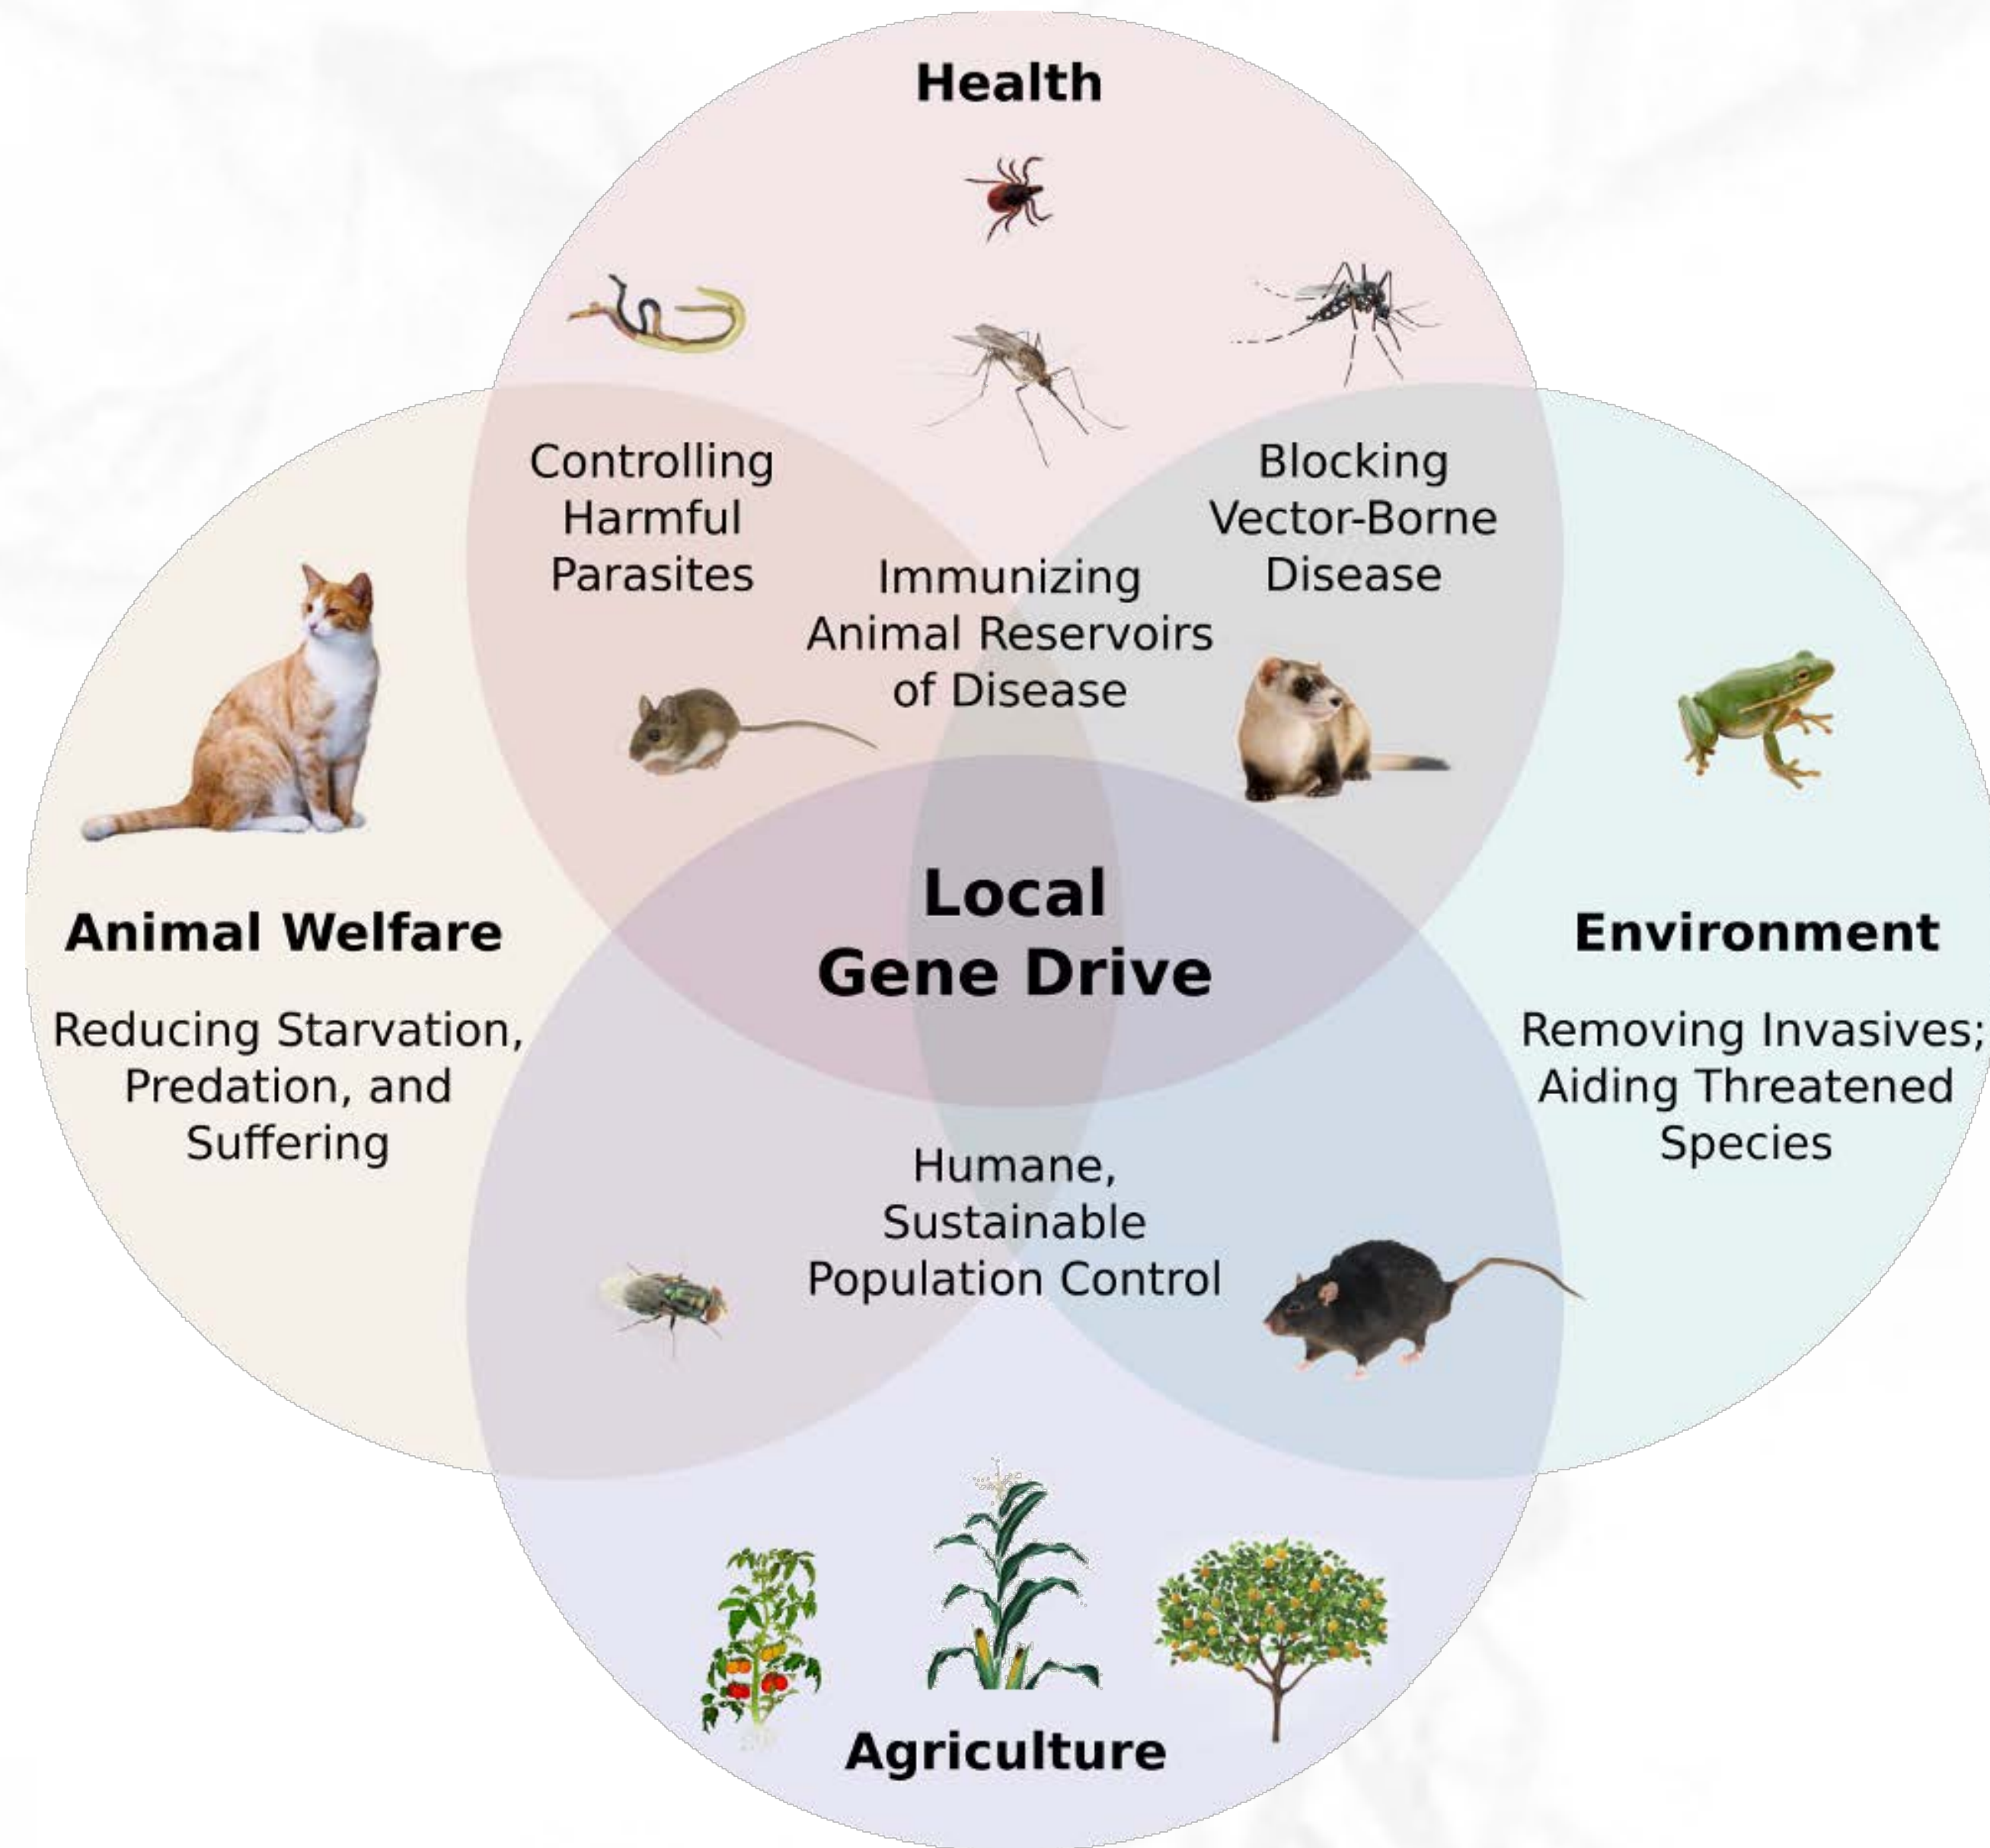 Health
Controlling
Harmful
Parasites
Blocking
Vector-Borne
Disease
Immunizing
Animal Reservoirs
of Disease
Local
Gene Drive
Animal Welfare
Reducing Starvation,
Predation, and
Suffering
Environment
Removing Invasives;
Aiding Threatened
Species
Humane,
Sustainable
Population Control
Agriculture